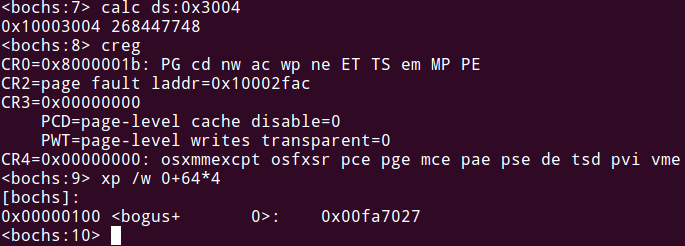 <bochs:7> calc ds:0x3004
0x10003004 268447748
<bochs:8> creg
CR0=0x8000001b: PG cd nw ac wp ne ET TS em MP PE
CR2=page fault laddr=0x10002fac
CR3=0x00000000
    PCD=page-level cache disable=0
    PWT=page-level writes transparent=0
CR4=0x00000000: osxmmexcpt osfxsr pce pge mce pae pse de tsd pvi vme
<bochs:9> xp /w 0+64*4
[bochs]:
0x00000100 <bogus+       0>:    0x00fa7027
<bochs:10>